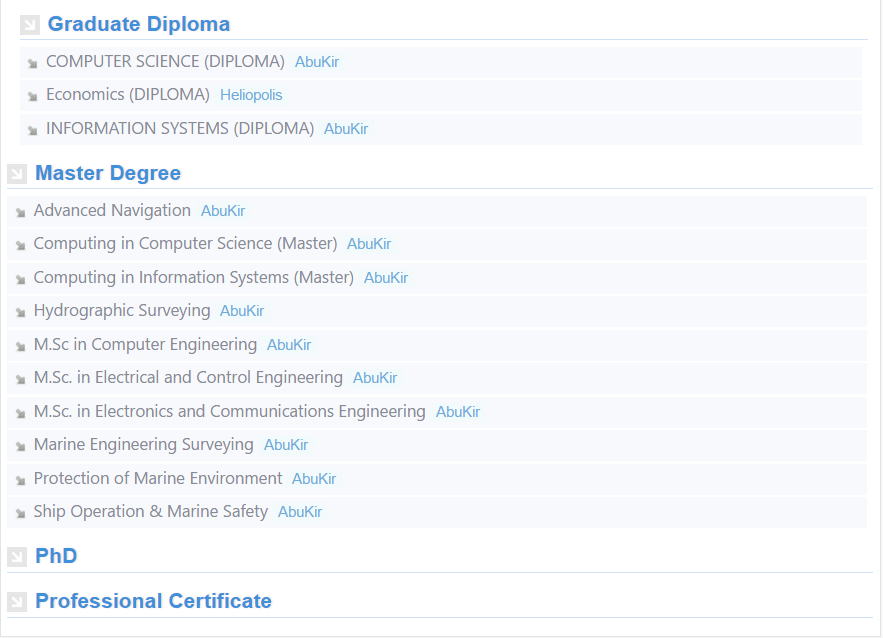 Graduate Diploma
COMPUTER SCIENCE (DIPLOMA) AbuKir
Economics (DIPLOMA) Heliopolis
INFORMATION SYSTEMS (DIPLOMA) AbuKir
Master Degree
Advanced Navigation AbuKir
Computing in Computer Science (Master) AbuKir
Computing in Information Systems (Master) AbuKir
Hydrographic Surveying AbuKir
M.Sc in Computer Engineering AbuKir
M.Sc. in Electrical and Control Engineering AbuKir
M.Sc. in Electronics and Communications Engineering AbuKir
Marine Engineering Surveying AbuKir
Protection of Marine Environment AbuKir
Ship Operation & Marine Safety AbuKir
PhD
Professional Certificate